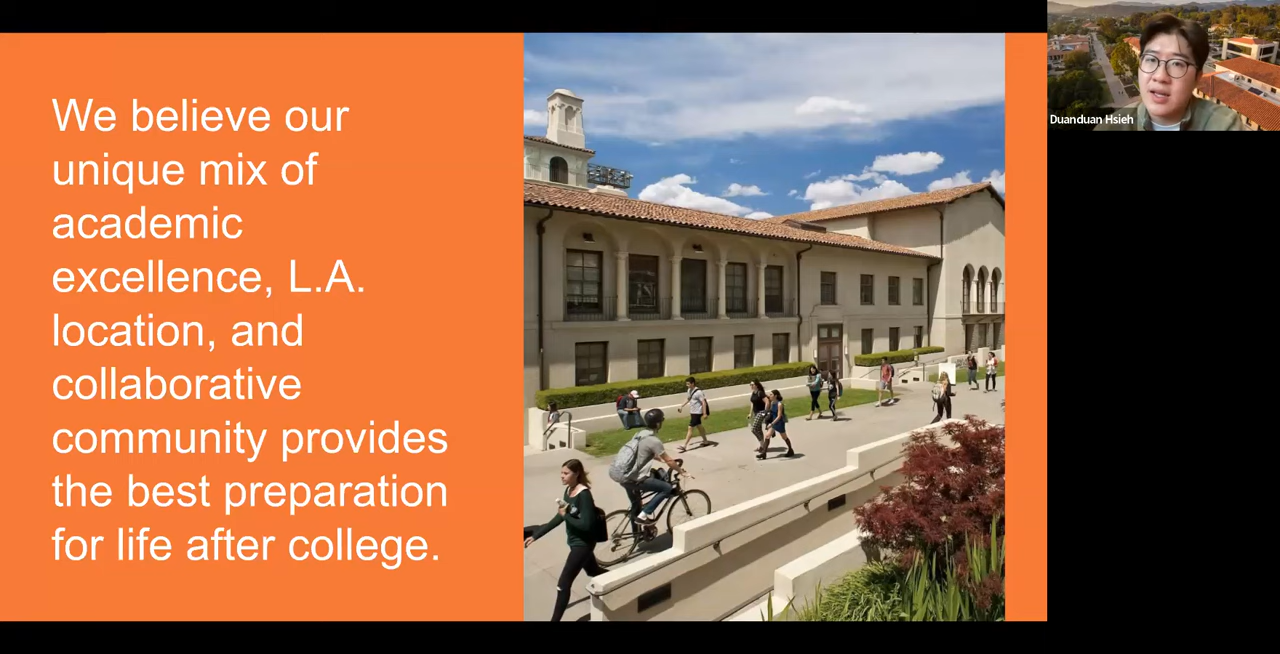 We believe our
unique mix of
academic
excellence, L.A.
location, and
collaborative
community provides
the best preparation
for life after college.
Duanduan Hsieh